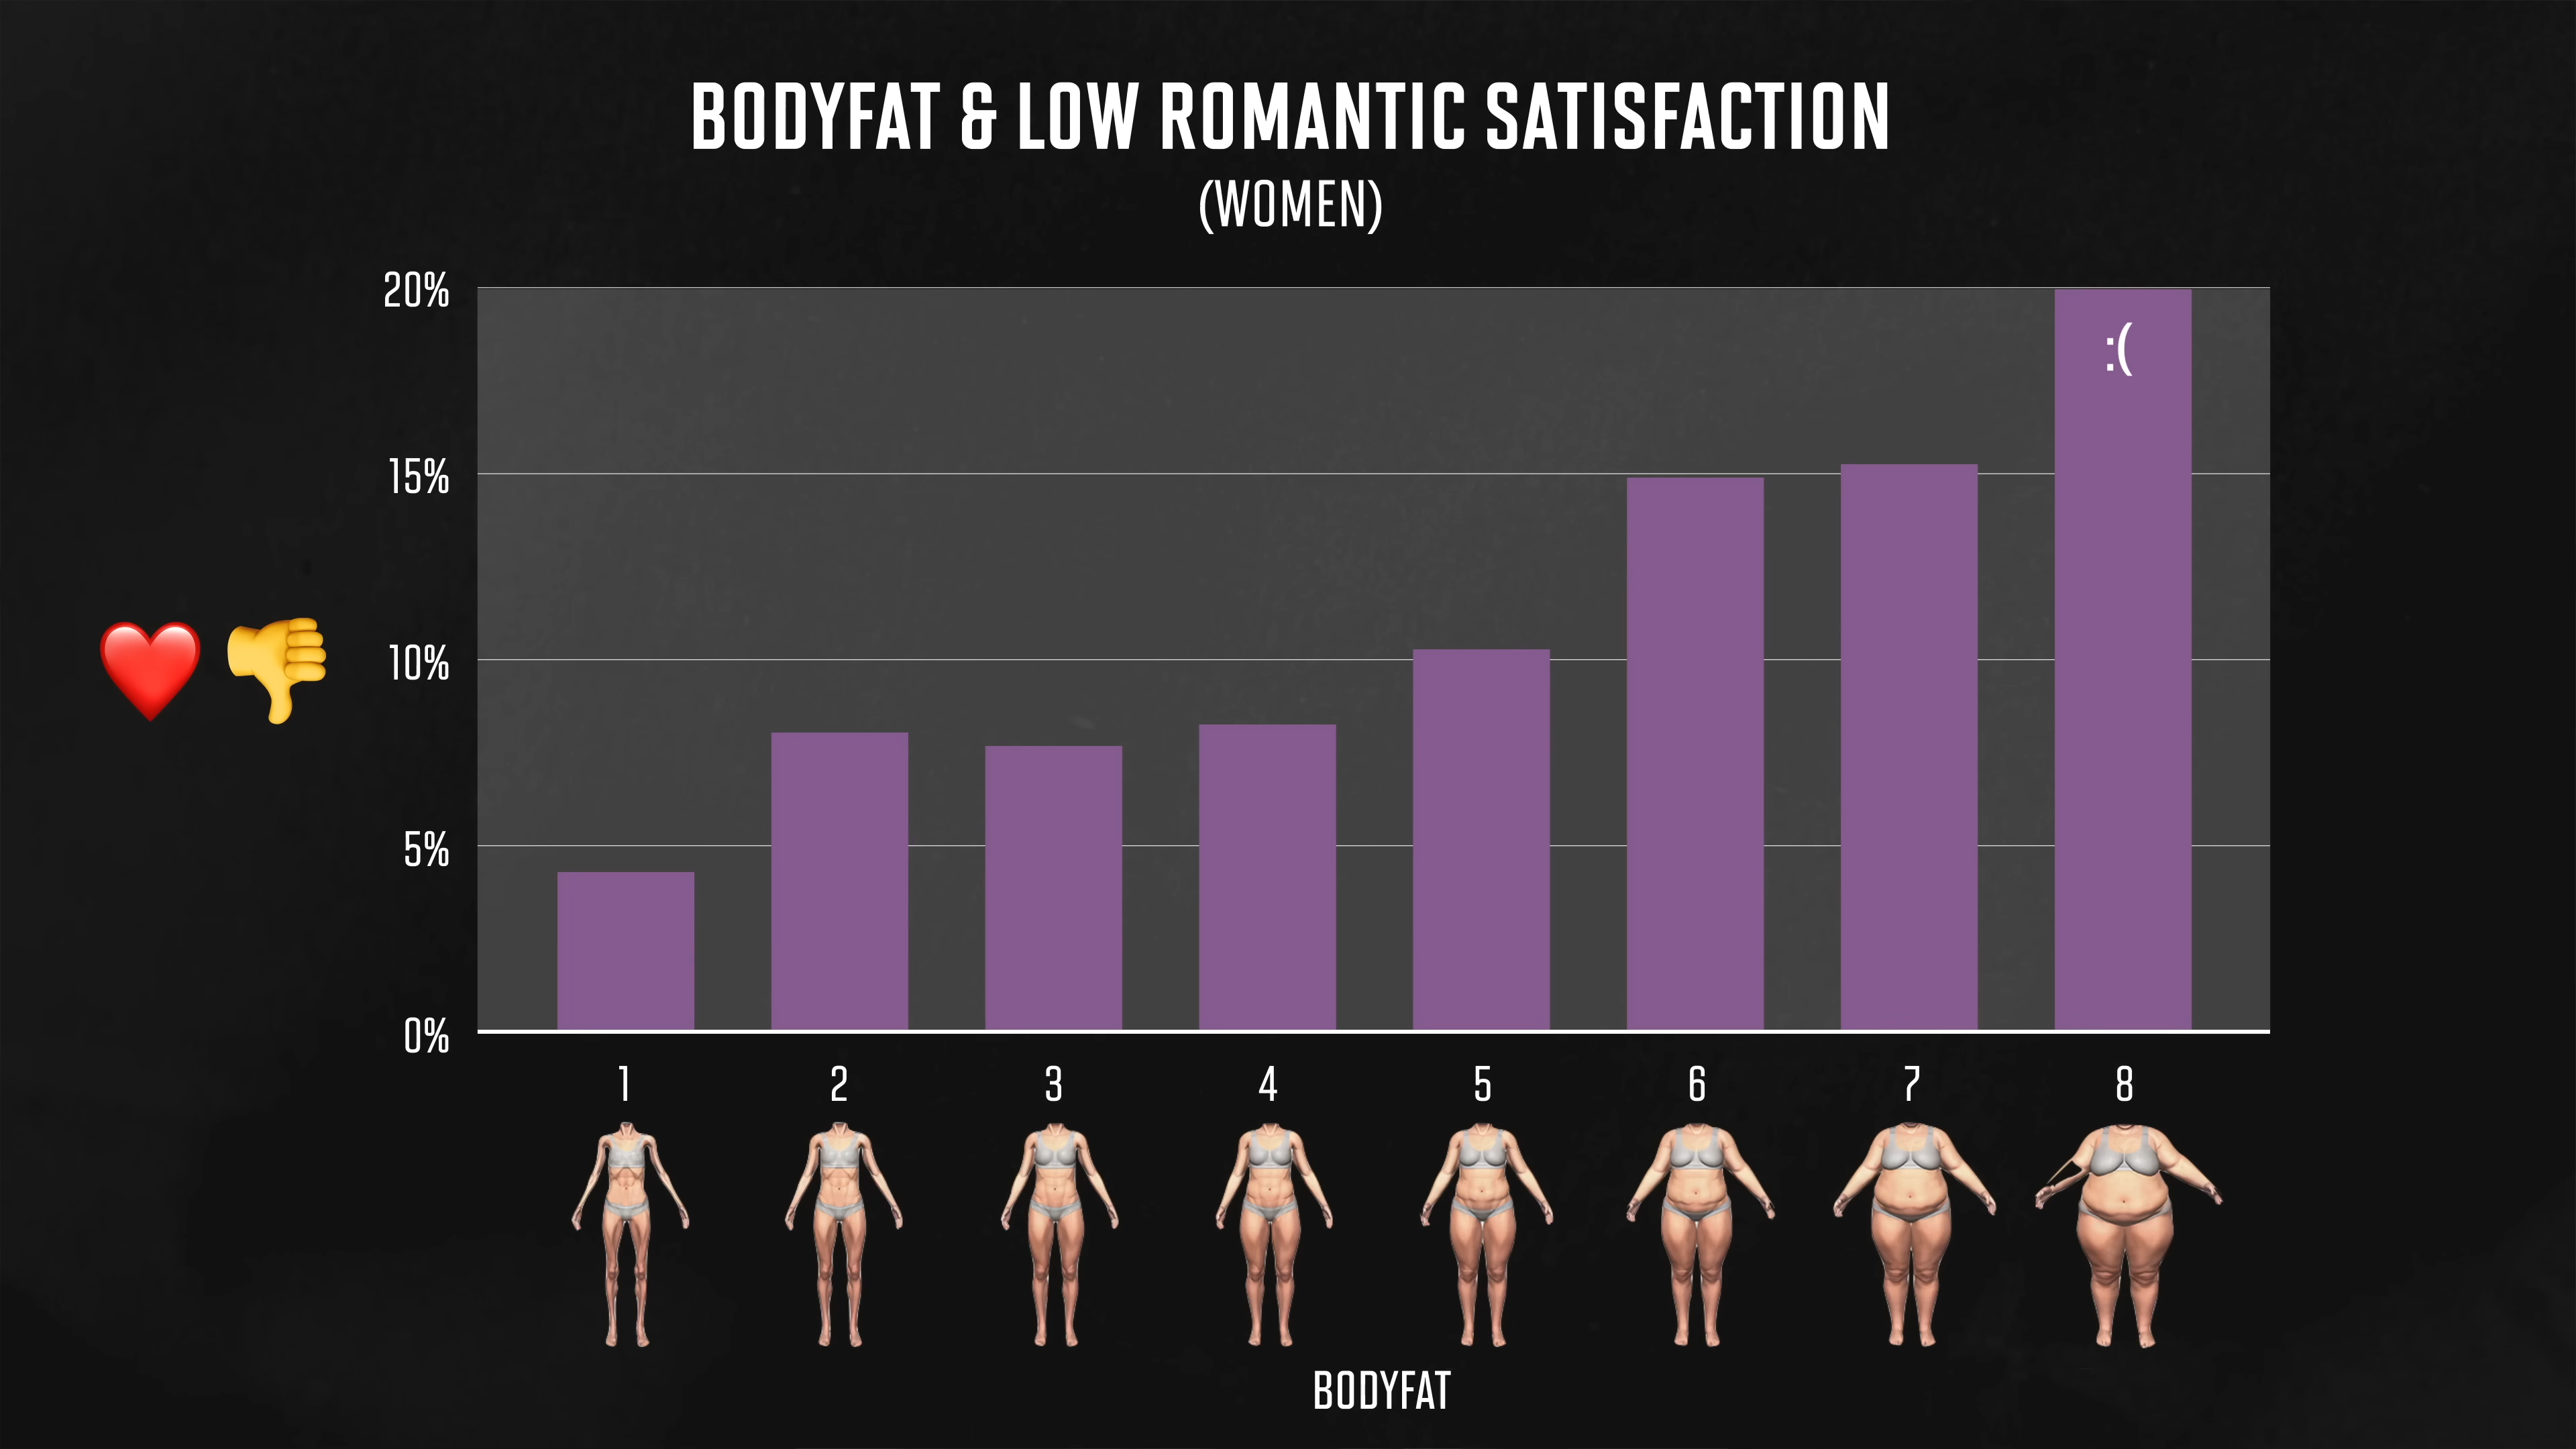 BODYFAT & LOW ROMANTIC SATISFACTION
(WOMEN)
20%
:(
15%
10%
5%
0%
1 2 3 4 5 6 7 8
BODYFAT